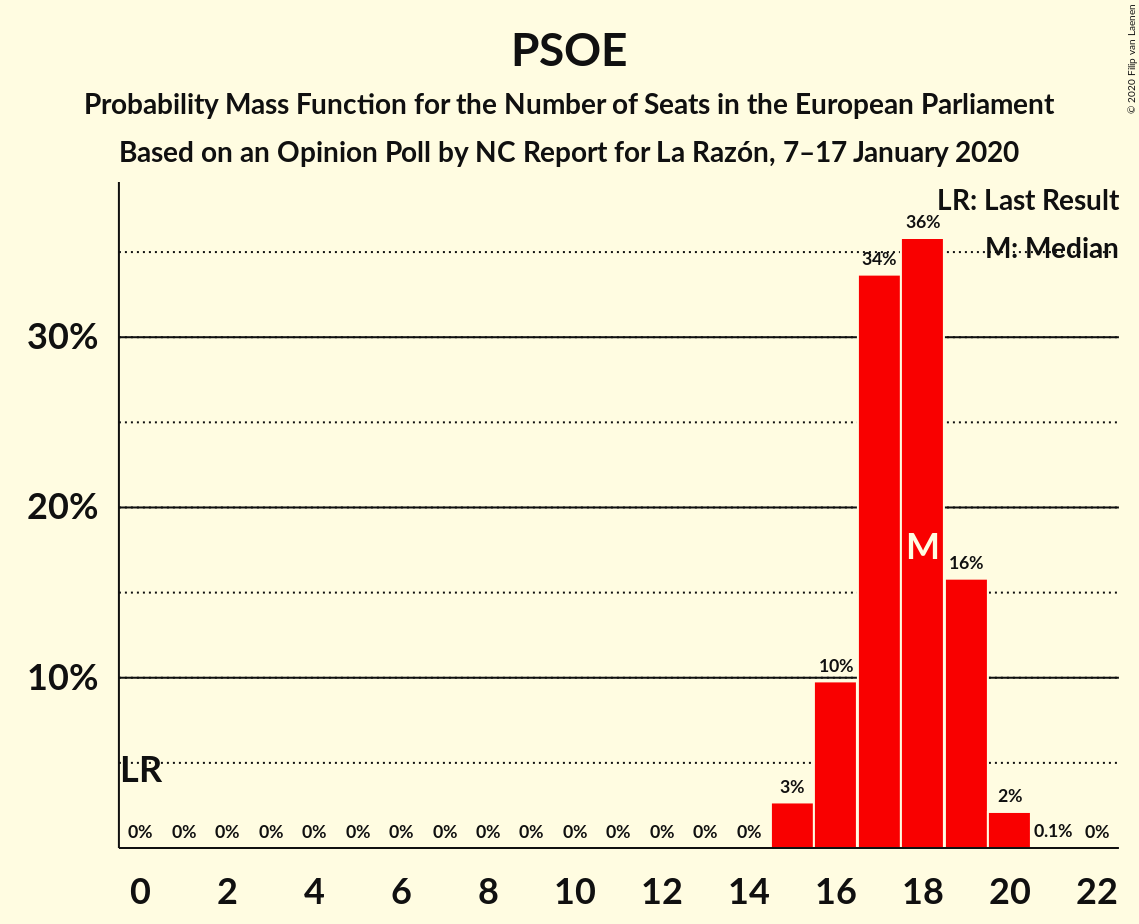 PSOE
Probability Mass Function for the Number of Seats in the European Parliament
Based on an Opinion Poll by NC Report for La Razón, 7–17 January 2020
© 2020 Filip van Laenen
LR: Last Result
M: Median
30%
20%
10%
LR
M
0% 0% 0% 0% 0% 0% 0% 0% 0% 0% 0% 0% 0% 0% 0% 3% 10% 34% 36% 16% 2% 0.1% 0%
0 2 4 6 8 10 12 14 16 18 20 22